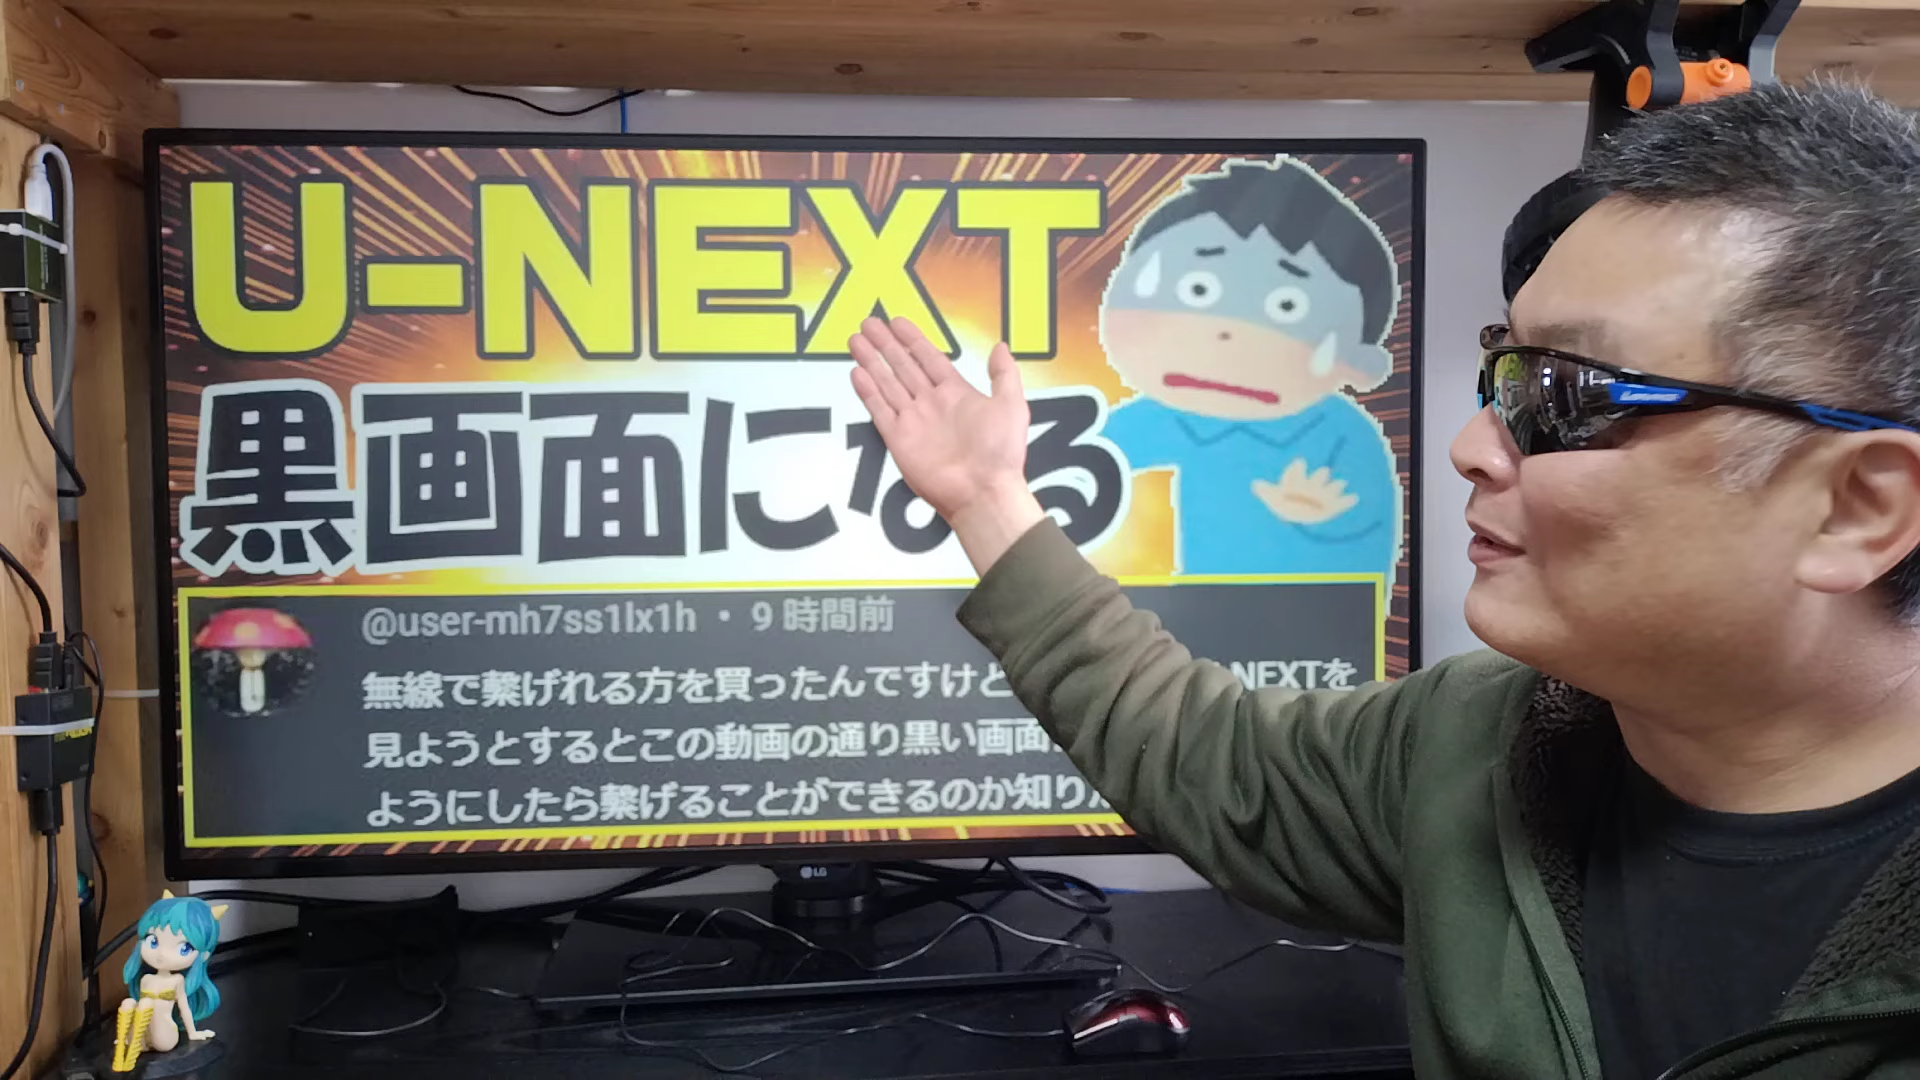 U-NEXT
黒画面になる
@user-mh7ss1lx1h・9 時間前
無線で繋げれる方を買ったんですけど NEXTを
見ようとするとこの動画の通り黒い画面
ようにしたら繋げることができるのか知り
LG